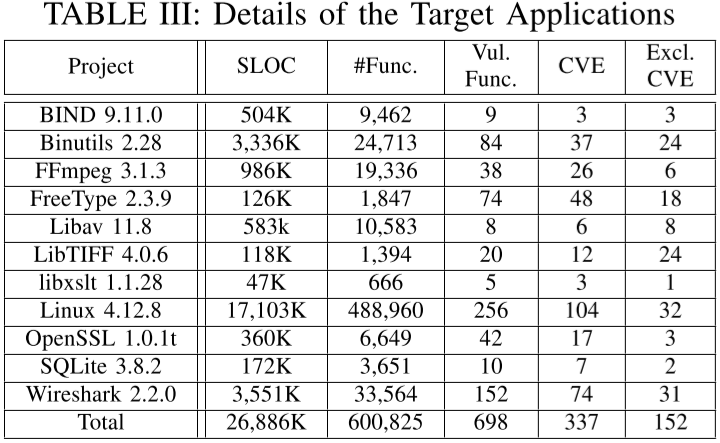 TABLE III: Details of the Target Applications
Project SLOC #Func. Vul. Func. CVE Excl. CVE
BIND 9.11.0 504K 9,462 9 3 3
Binutils 2.28 3,336K 24,713 84 37 24
FFmpeg 3.1.3 986K 19,336 38 26 6
FreeType 2.3.9 126K 1,847 74 48 18
Libav 11.8 583k 10,583 8 6 8
LibTIFF 4.0.6 118K 1,394 20 12 24
libxslt 1.1.28 47K 666 5 3 1
Linux 4.12.8 17,103K 488,960 256 104 32
OpenSSL 1.0.1t 360K 6,649 42 17 3
SQLite 3.8.2 172K 3,651 10 7 2
Wireshark 2.2.0 3,551K 33,564 152 74 31
Total 26,886K 600,825 698 337 152